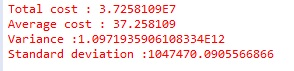 Total cost : 3.7258109E7
Average cost : 37.258109
Variance :1.0971935906108334E12
Standard deviation :1047470.0905566866